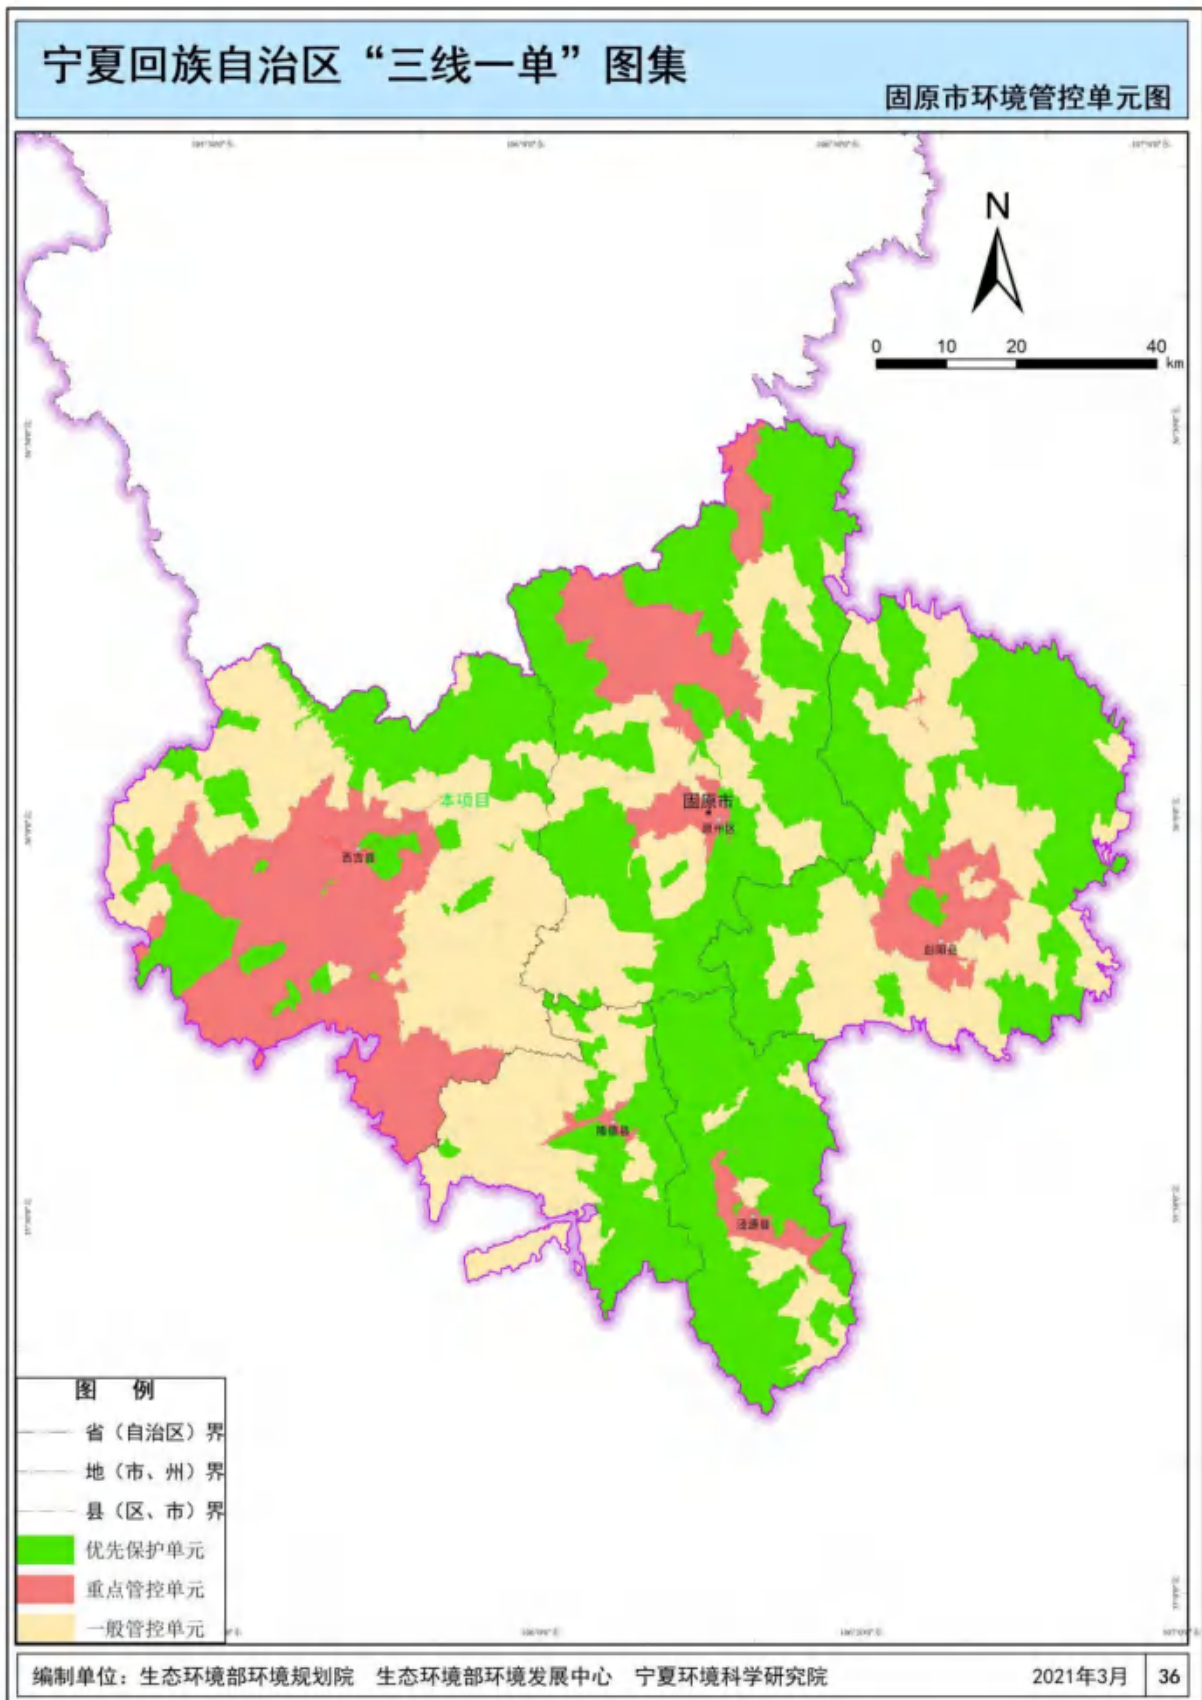 宁夏回族自治区“三线一单”图集
固原市环境管控单元图
N
0 10 20 40
km
本项目
固原市
原州区
西吉县
彭阳县
隆德县
泾源县
图 例
省（自治区）界
地（市、州）界
县（区、市）界
优先保护单元
重点管控单元
一般管控单元
编制单位：生态环境部环境规划院 生态环境部环境发展中心 宁夏环境科学研究院
2021年3月 36